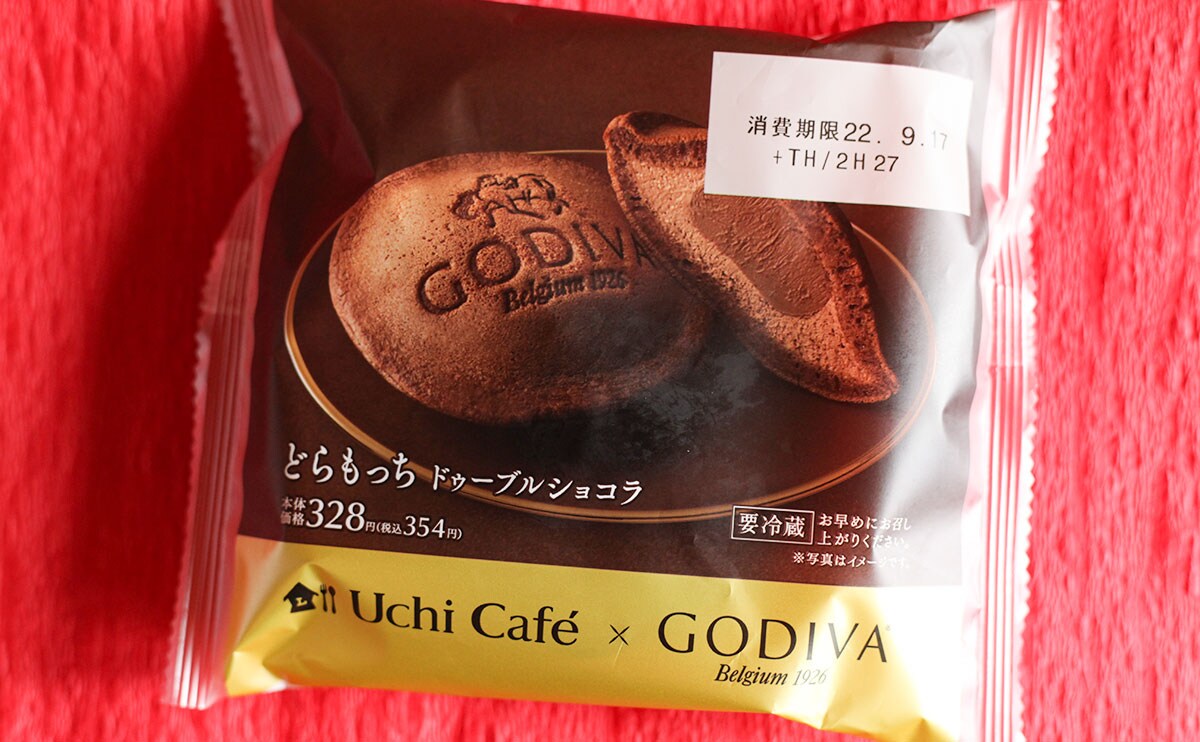 消費期限22. 9.17
+TH/2H27
GODIVA
Belgium 1926
どらもっち ドゥーブルショコラ
本体価格328円(税込354円)
要冷蔵 お早めにお召し
上がりください。
※写真はイメージです。
Uchi Café × GODIVA
Belgium 1926